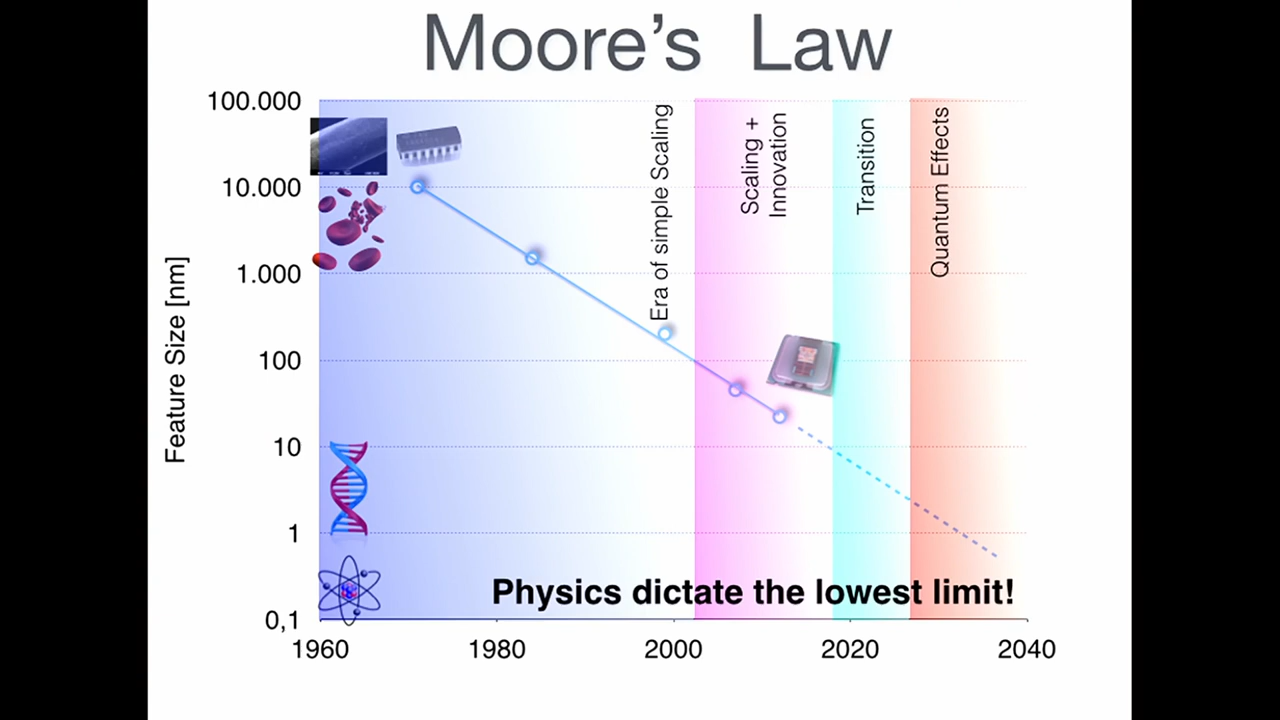 Moore's Law
100.000
10.000
1.000
100
10
1
0,1
Feature Size [nm]
1960
1980
2000
2020
2040
Era of simple Scaling
Scaling +
Innovation
Transition
Quantum Effects
Physics dictate the lowest limit!